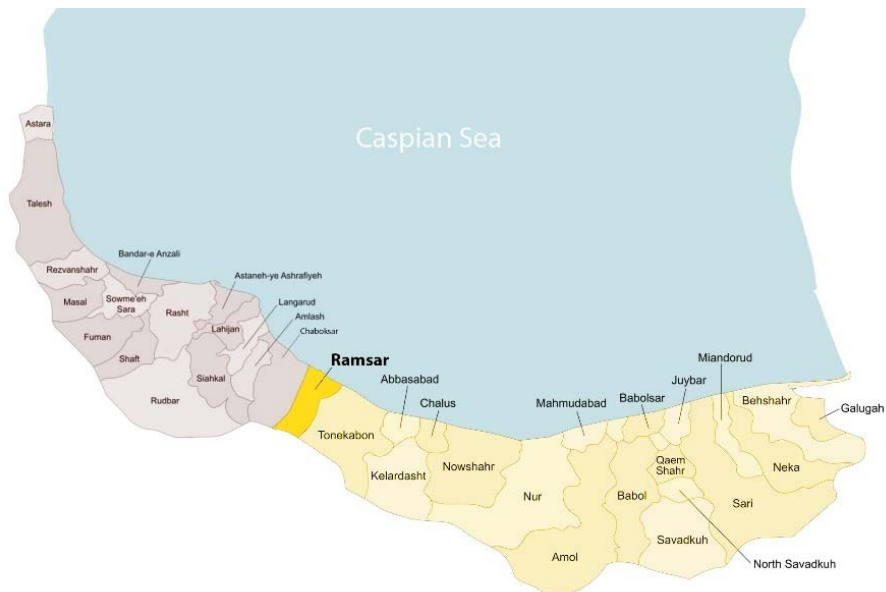 Caspian Sea
Astara
Talesh
Bandar-e Anzali
Rezvanshahr
Astaneh-ye Ashrafiyeh
Masal
Sowme'eh
Sara
Rasht
Langarud
Amlash
Lahijan
Chaboksar
Fuman
Shaft
Siahkal
Rudbar
Ramsar
Abbasabad
Chalus
Tonekabon
Kelardasht
Nowshahr
Mahmudabad
Babolsar
Juybar
Miandorud
Behshahr
Galugah
Nur
Babol
Qaem
Shahr
Neka
Sari
Amol
Savadkuh
North Savadkuh